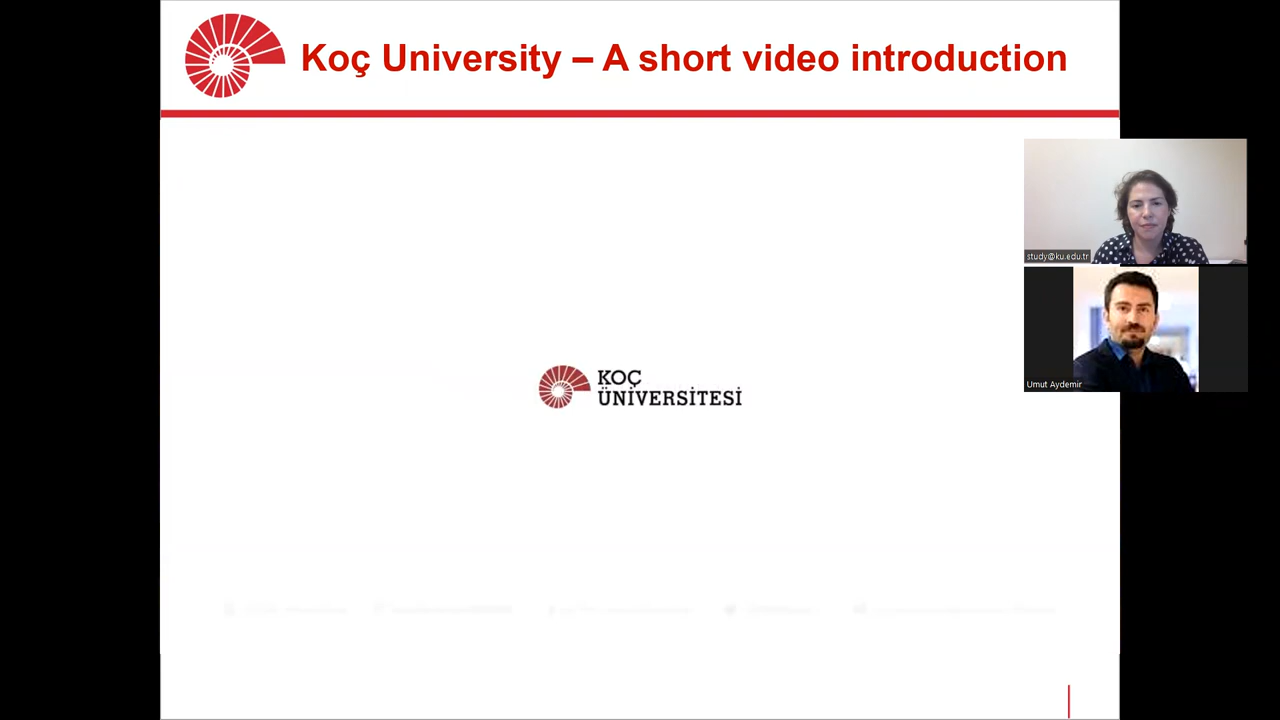 Koç University – A short video introduction
study@ku.edu.tr
Umut Aydemir
KOÇ
ÜNİVERSİTESİ